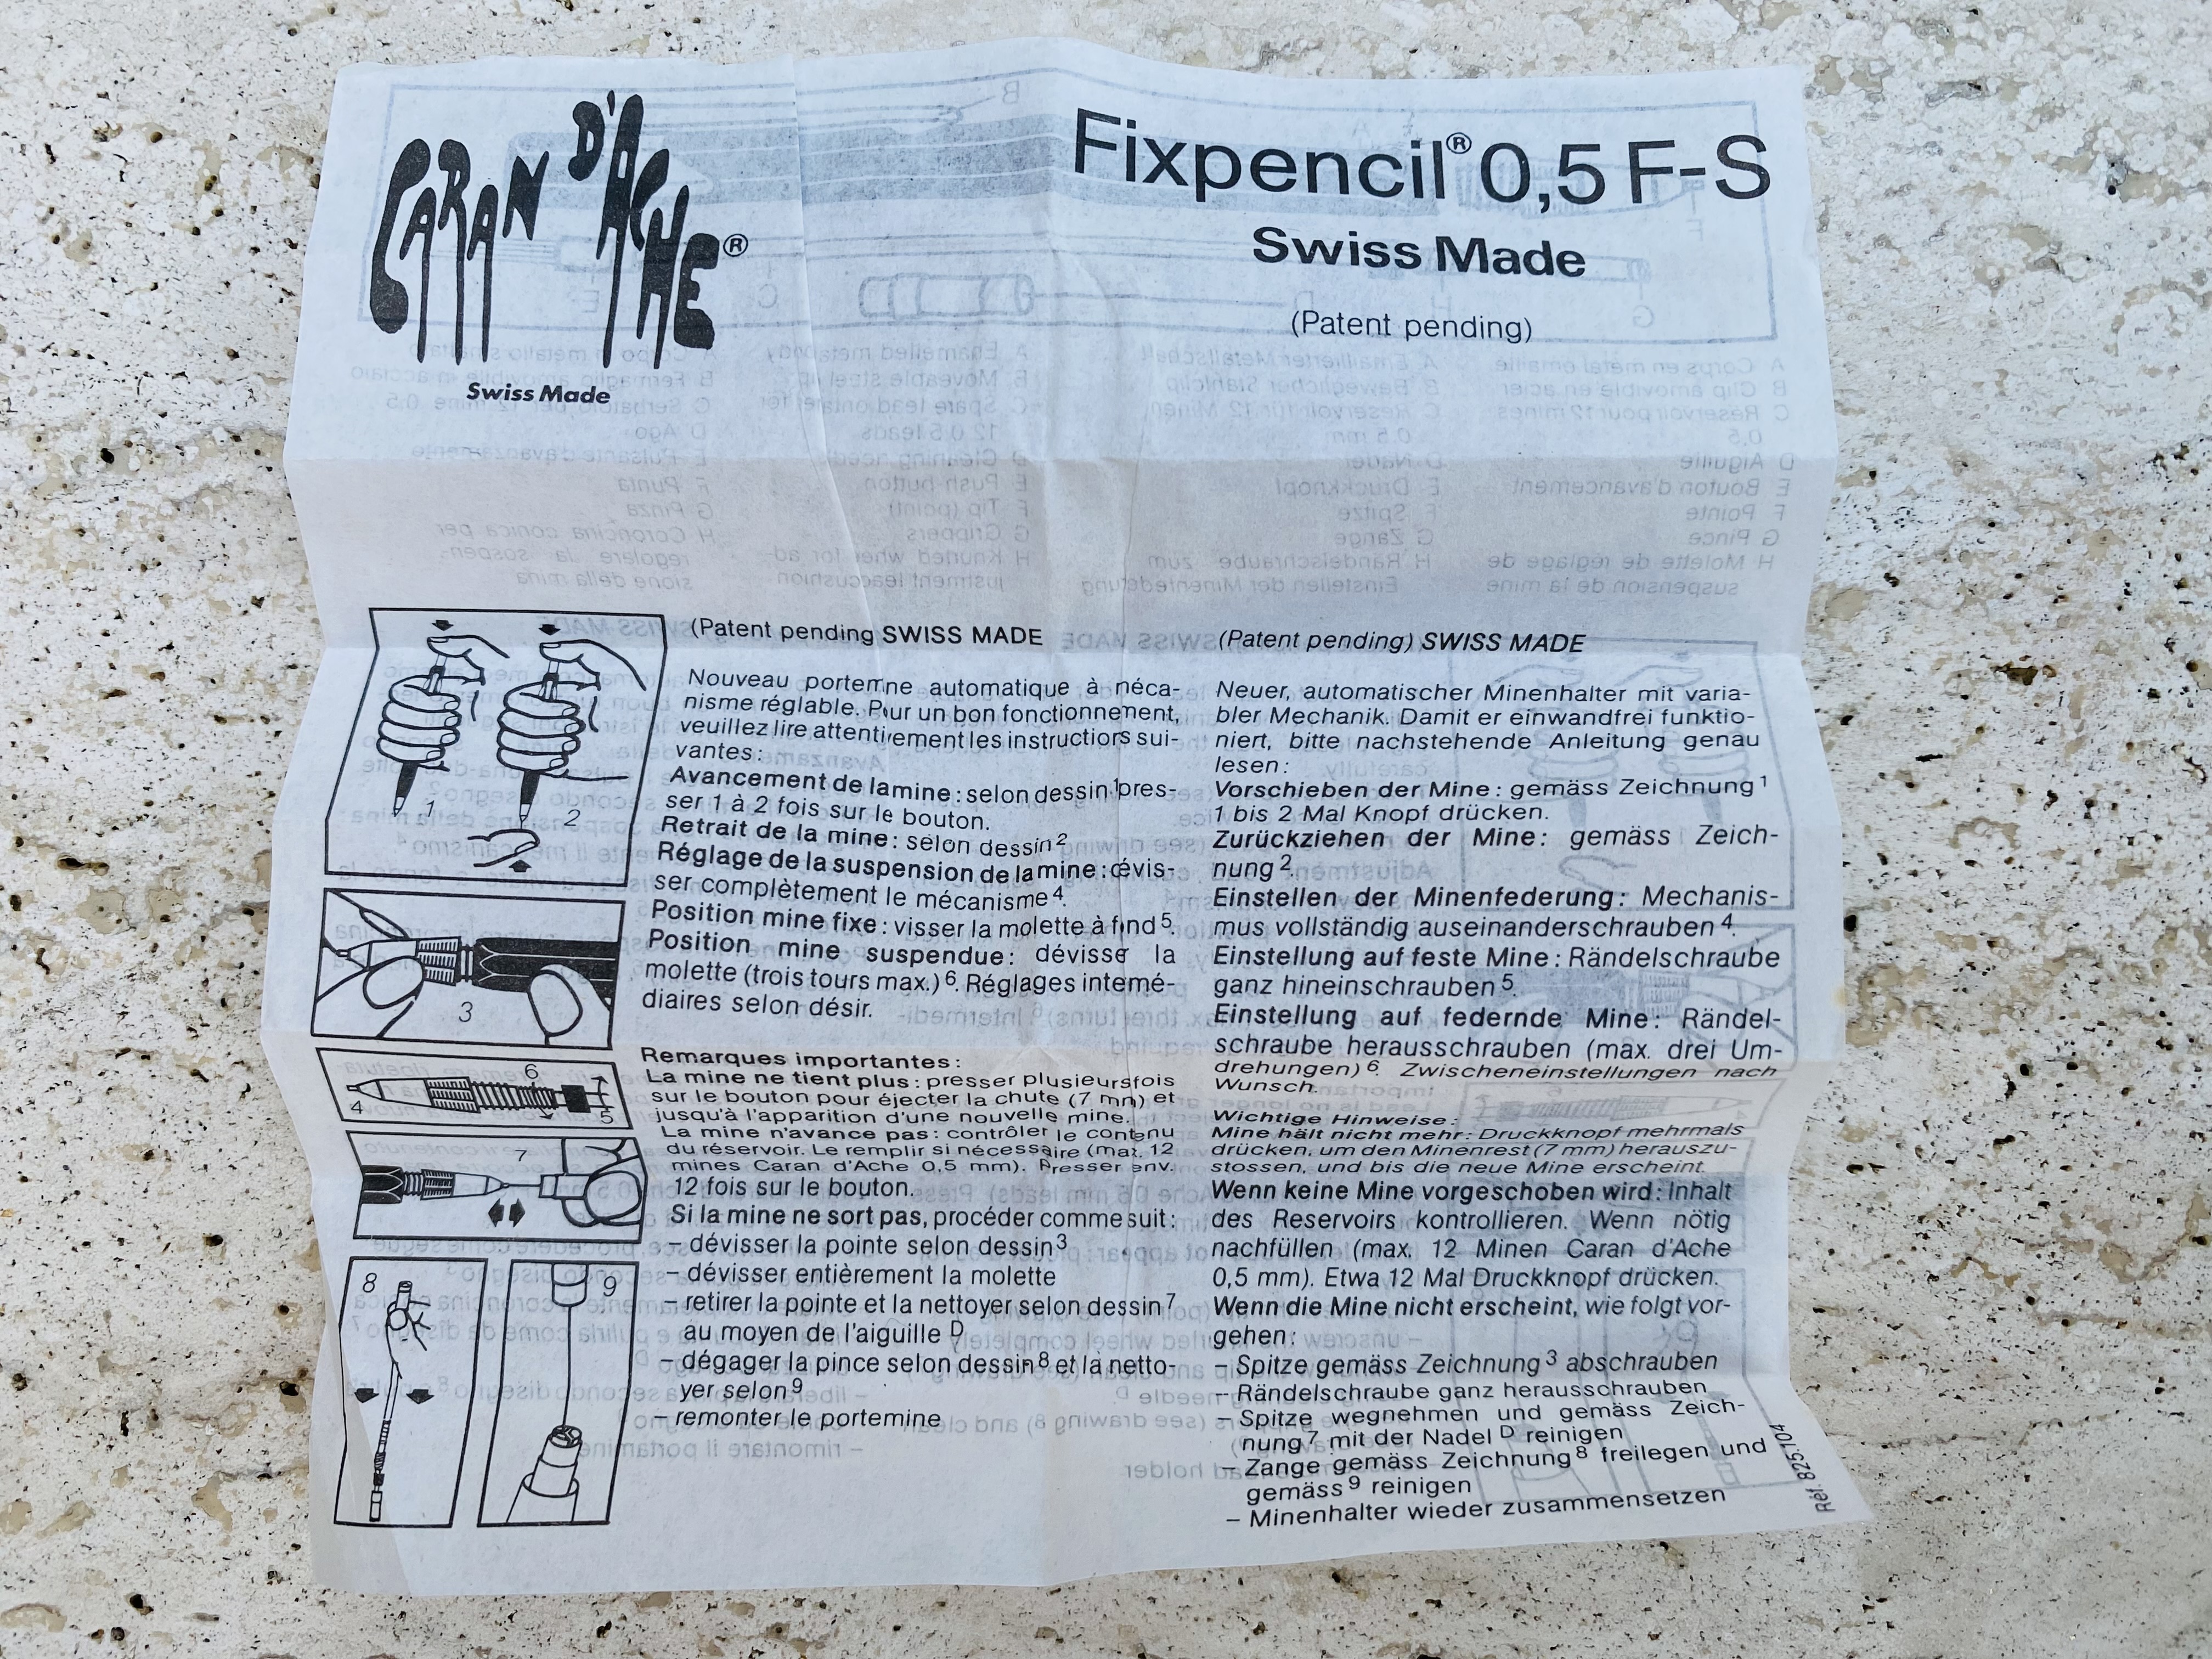 CARAN D'ACHE®
Swiss Made
Fixpencil® 0,5 F-S
Swiss Made
(Patent pending)
1
2
3
4
6
5
7
8
9
(Patent pending SWISS MADE
Nouveau portemine automatique à méca-
nisme réglable. Pour un bon fonctionnement,
veuillez lire attentivement les instructions sui-
vantes :
Avancement de la mine : selon dessin 1 pres-
ser 1 à 2 fois sur le bouton.
Retrait de la mine : selon dessin 2
Réglage de la suspension de la mine : dévis-
ser complètement le mécanisme 4.
Position mine fixe : visser la molette à fond 5.
Position mine suspendue : dévisser la
molette (trois tours max.) 6. Réglages intermé-
diaires selon désir.
Remarques importantes :
La mine ne tient plus : presser plusieurs fois
sur le bouton pour éjecter la chute (7 mm) et
jusqu'à l'apparition d'une nouvelle mine.
La mine n'avance pas : contrôler le contenu
du réservoir. Le remplir si nécessaire (max. 12
mines Caran d'Ache 0,5 mm). Presser env.
12 fois sur le bouton.
Si la mine ne sort pas, procéder comme suit :
– dévisser la pointe selon dessin 3
– dévisser entièrement la molette
– retirer la pointe et la nettoyer selon dessin 7
au moyen de l'aiguille D
– dégager la pince selon dessin 8 et la netto-
yer selon 9
– remonter le portemine
(Patent pending) SWISS MADE
Neuer, automatischer Minenhalter mit varia-
bler Mechanik. Damit er einwandfrei funktio-
niert, bitte nachstehende Anleitung genau
lesen :
Vorschieben der Mine : gemäss Zeichnung 1
1 bis 2 Mal Knopf drücken.
Zurückziehen der Mine : gemäss Zeich-
nung 2.
Einstellen der Minenfederung : Mechanis-
mus vollständig auseinanderschrauben 4.
Einstellung auf feste Mine : Rändelschraube
ganz hineinschrauben 5.
Einstellung auf federnde Mine : Rändel-
schraube herausschrauben (max. drei Um-
drehungen) 6. Zwischeneinstellungen nach
Wunsch.
Wichtige Hinweise :
Mine hält nicht mehr : Druckknopf mehrmals
drücken, um den Minenrest (7 mm) herauszu-
stossen, und bis die neue Mine erscheint.
Wenn keine Mine vorgeschoben wird : Inhalt
des Reservoirs kontrollieren. Wenn nötig
nachfüllen (max. 12 Minen Caran d'Ache
0,5 mm). Etwa 12 Mal Druckknopf drücken.
Wenn die Mine nicht erscheint, wie folgt vor-
gehen :
– Spitze gemäss Zeichnung 3 abschrauben
– Rändelschraube ganz herausschrauben
– Spitze wegnehmen und gemäss Zeich-
nung 7 mit der Nadel D reinigen
– Zange gemäss Zeichnung 8 freilegen und
gemäss 9 reinigen
– Minenhalter wieder zusammensetzen
Réf. 825.104